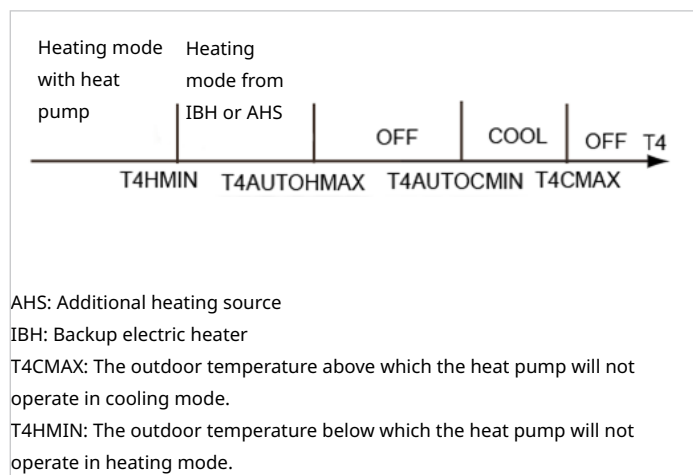 Heating mode
with heat
pump
Heating
mode from
IBH or AHS
OFF
COOL
OFF
T4
T4HMIN
T4AUTOHMAX
T4AUTOCMIN
T4CMAX
AHS: Additional heating source
IBH: Backup electric heater
T4CMAX: The outdoor temperature above which the heat pump will not
operate in cooling mode.
T4HMIN: The outdoor temperature below which the heat pump will not
operate in heating mode.